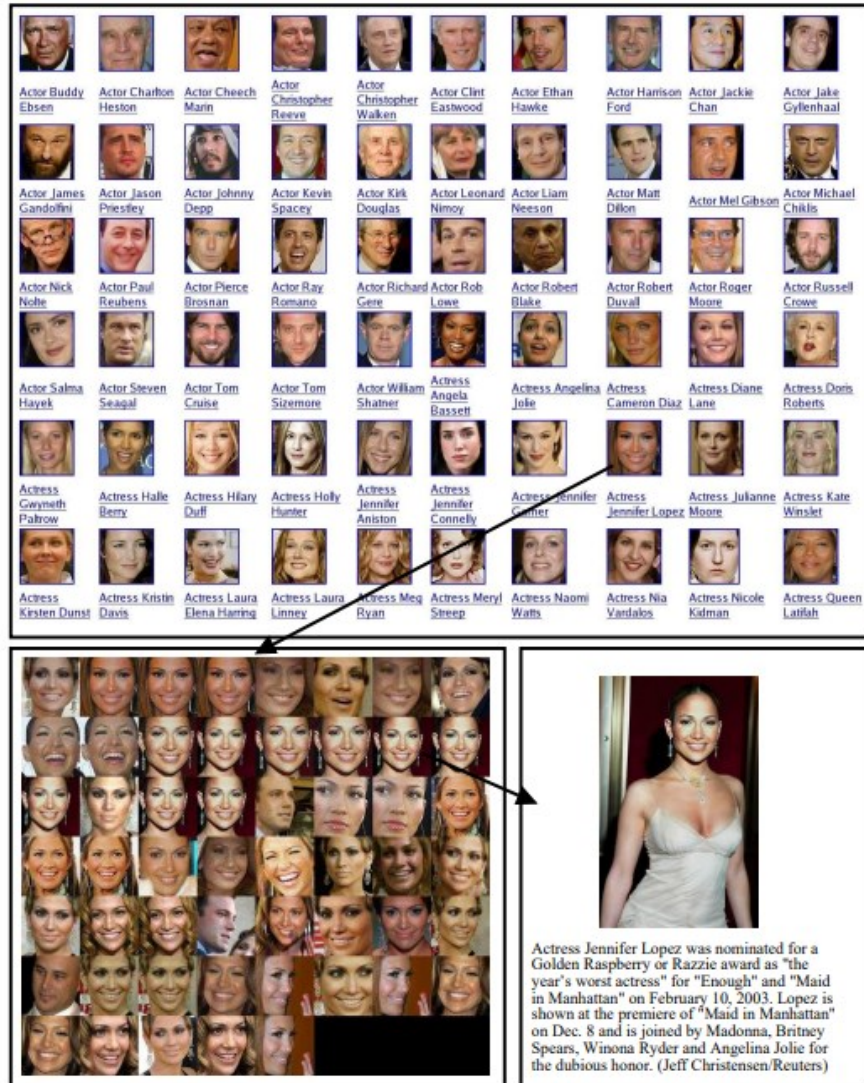 Actor Buddy Actor Charlton Actor Cheech Actor Actor Actor Clint Actor Ethan Actor Harrison Actor Jackie Actor Jake
Ebsen Heston Marin Christopher Christopher Eastwood Hawke Ford Chan Gyllenhaal
Reeve Walken
Actor James Actor Jason Actor Johnny Actor Kevin Actor Kirk Actor Leonard Actor Liam Actor Matt Actor Mel Gibson Actor Michael
Gandolfini Priestley Depp Spacey Douglas Nimoy Neeson Dillon Chiklis
Actor Nick Actor Paul Actor Pierce Actor Ray Actor Richard Actor Rob Actor Robert Actor Robert Actor Roger Actor Russell
Nolte Reubens Brosnan Romano Gere Lowe Blake Duvall Moore Crowe
Actor Salma Actor Steven Actor Tom Actor Tom Actor William Actress Actress Angelina Actress Actress Diane Actress Doris
Hayek Seagal Cruise Sizemore Shatner Angela Jolie Cameron Diaz Lane Roberts
Bassett
Actress Actress Halle Actress Hilary Actress Holly Actress Actress Actress Jennifer Actress Actress Julianne Actress Kate
Gwyneth Berry Duff Hunter Jennifer Jennifer Garner Jennifer Lopez Moore Winslet
Paltrow Aniston Connelly
Actress Actress Kristin Actress Laura Actress Laura Actress Meg Actress Meryl Actress Naomi Actress Nia Actress Nicole Actress Queen
Kirsten Dunst Davis Elena Harring Linney Ryan Streep Watts Vardalos Kidman Latifah
Actress Jennifer Lopez was nominated for a
Golden Raspberry or Razzie award as "the
year's worst actress" for "Enough" and "Maid
in Manhattan" on February 10, 2003. Lopez is
shown at the premiere of "Maid in Manhattan"
on Dec. 8 and is joined by Madonna, Britney
Spears, Winona Ryder and Angelina Jolie for
the dubious honor. (Jeff Christensen/Reuters)